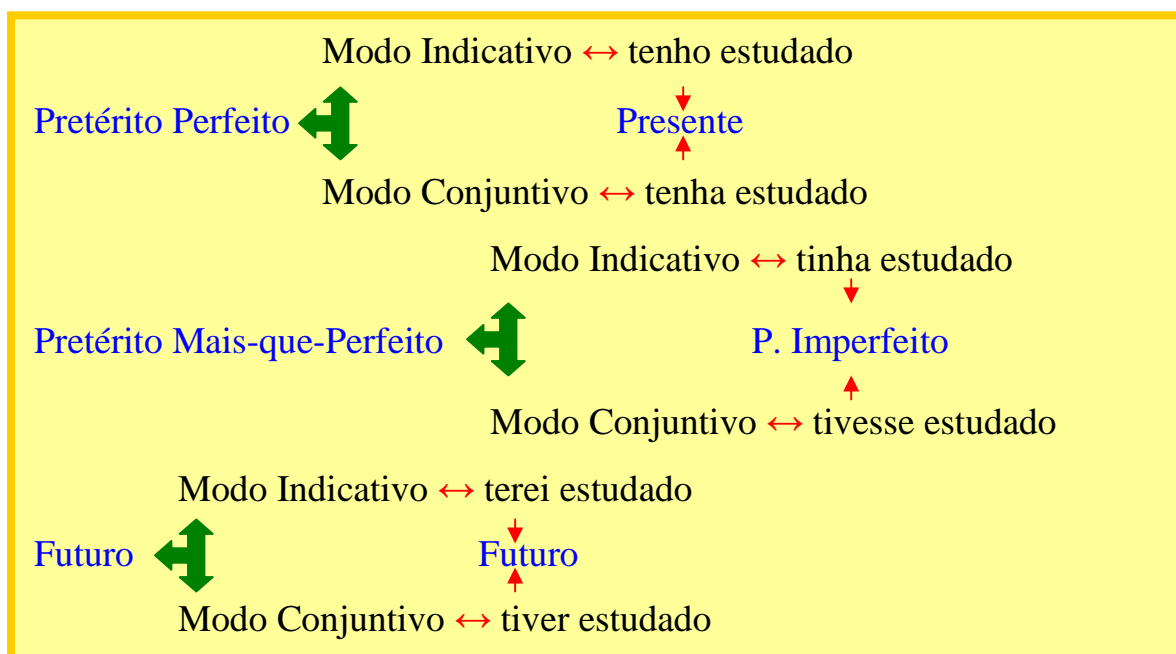 Modo Indicativo ↔ tenho estudado
Pretérito Perfeito Presente
Modo Conjuntivo ↔ tenha estudado
Modo Indicativo ↔ tinha estudado
Pretérito Mais-que-Perfeito P. Imperfeito
Modo Conjuntivo ↔ tivesse estudado
Modo Indicativo ↔ terei estudado
Futuro Futuro
Modo Conjuntivo ↔ tiver estudado